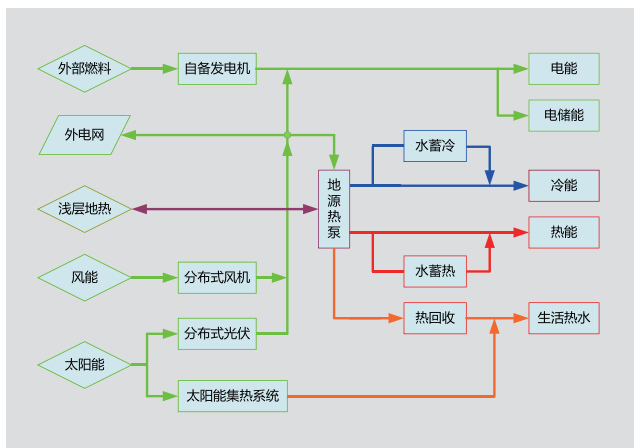 外部燃料
自备发电机
电能
电储能
外电网
水蓄冷
地源热泵
冷能
浅层地热
热能
风能
分布式风机
水蓄热
分布式光伏
热回收
生活热水
太阳能
太阳能集热系统